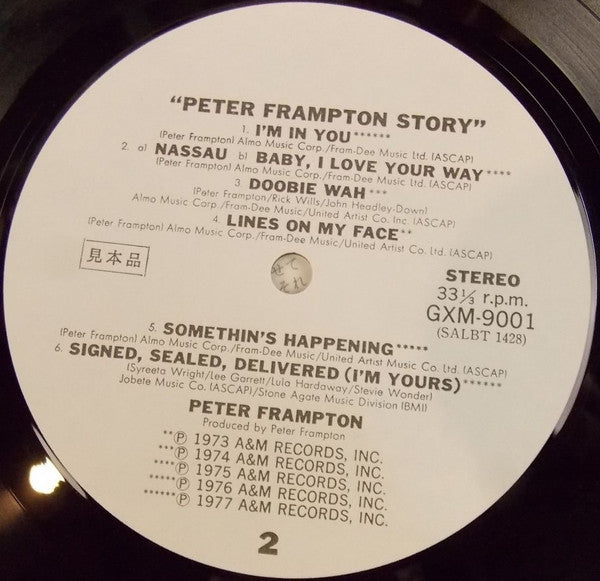 "PETER FRAMPTON STORY"
1. I'M IN YOU******
(Peter Frampton) Almo Music Corp./Fram-Dee Music Ltd. (ASCAP)
2. a) NASSAU b) BABY, I LOVE YOUR WAY****
(Peter Frampton) Almo Music Corp./Fram-Dee Music Ltd. (ASCAP)
3. DOOBIE WAH***
(Peter Frampton/Rick Wills/John Headley-Down)
Almo Music Corp./Fram-Dee Music/United Artist Co. Inc. (ASCAP)
4. LINES ON MY FACE**
(Peter Frampton) Almo Music Corp./Fram-Dee Music/United Artist Co. Ltd. (ASCAP)
見本品
せて
それ
STEREO
33⅓ r.p.m.
GXM-9001
(SALBT 1428)
5. SOMETHIN'S HAPPENING*****
(Peter Frampton) Almo Music Corp./Fram-Dee Music/United Artist Music Co. Ltd. (ASCAP)
6. SIGNED, SEALED, DELIVERED (I'M YOURS)******
(Syreeta Wright/Lee Garrett/Lula Hardaway/Stevie Wonder)
Jobete Music Co. (ASCAP)/Stone Agate Music Division (BMI)
PETER FRAMPTON
Produced by Peter Frampton
**℗ 1973 A&M RECORDS, INC.
***℗ 1974 A&M RECORDS, INC.
****℗ 1975 A&M RECORDS, INC.
*****℗ 1976 A&M RECORDS, INC.
******℗ 1977 A&M RECORDS, INC.
2